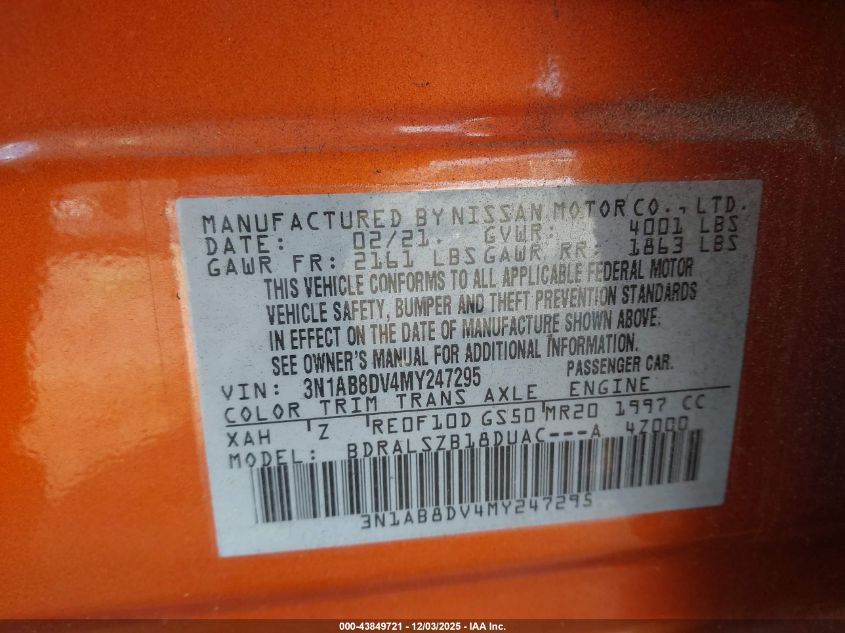 MANUFACTURED BY NISSAN MOTOR CO., LTD.
DATE: 02/21. GVWR: 4001 LBS
GAWR FR: 2161 LBS GAWR RR: 1863 LBS
THIS VEHICLE CONFORMS TO ALL APPLICABLE FEDERAL MOTOR
VEHICLE SAFETY, BUMPER AND THEFT PREVENTION STANDARDS
IN EFFECT ON THE DATE OF MANUFACTURE SHOWN ABOVE.
SEE OWNER'S MANUAL FOR ADDITIONAL INFORMATION.
VIN: 3N1AB8DV4MY247295 PASSENGER CAR.
COLOR TRIM TRANS AXLE ENGINE
XAH Z RE0F10D GS50 MR20 1997 CC
MODEL: BDRALSZB18DUAC---A 4Z000
3N1AB8DV4MY247295
000-43849721 - 12/03/2025 - IAA Inc.